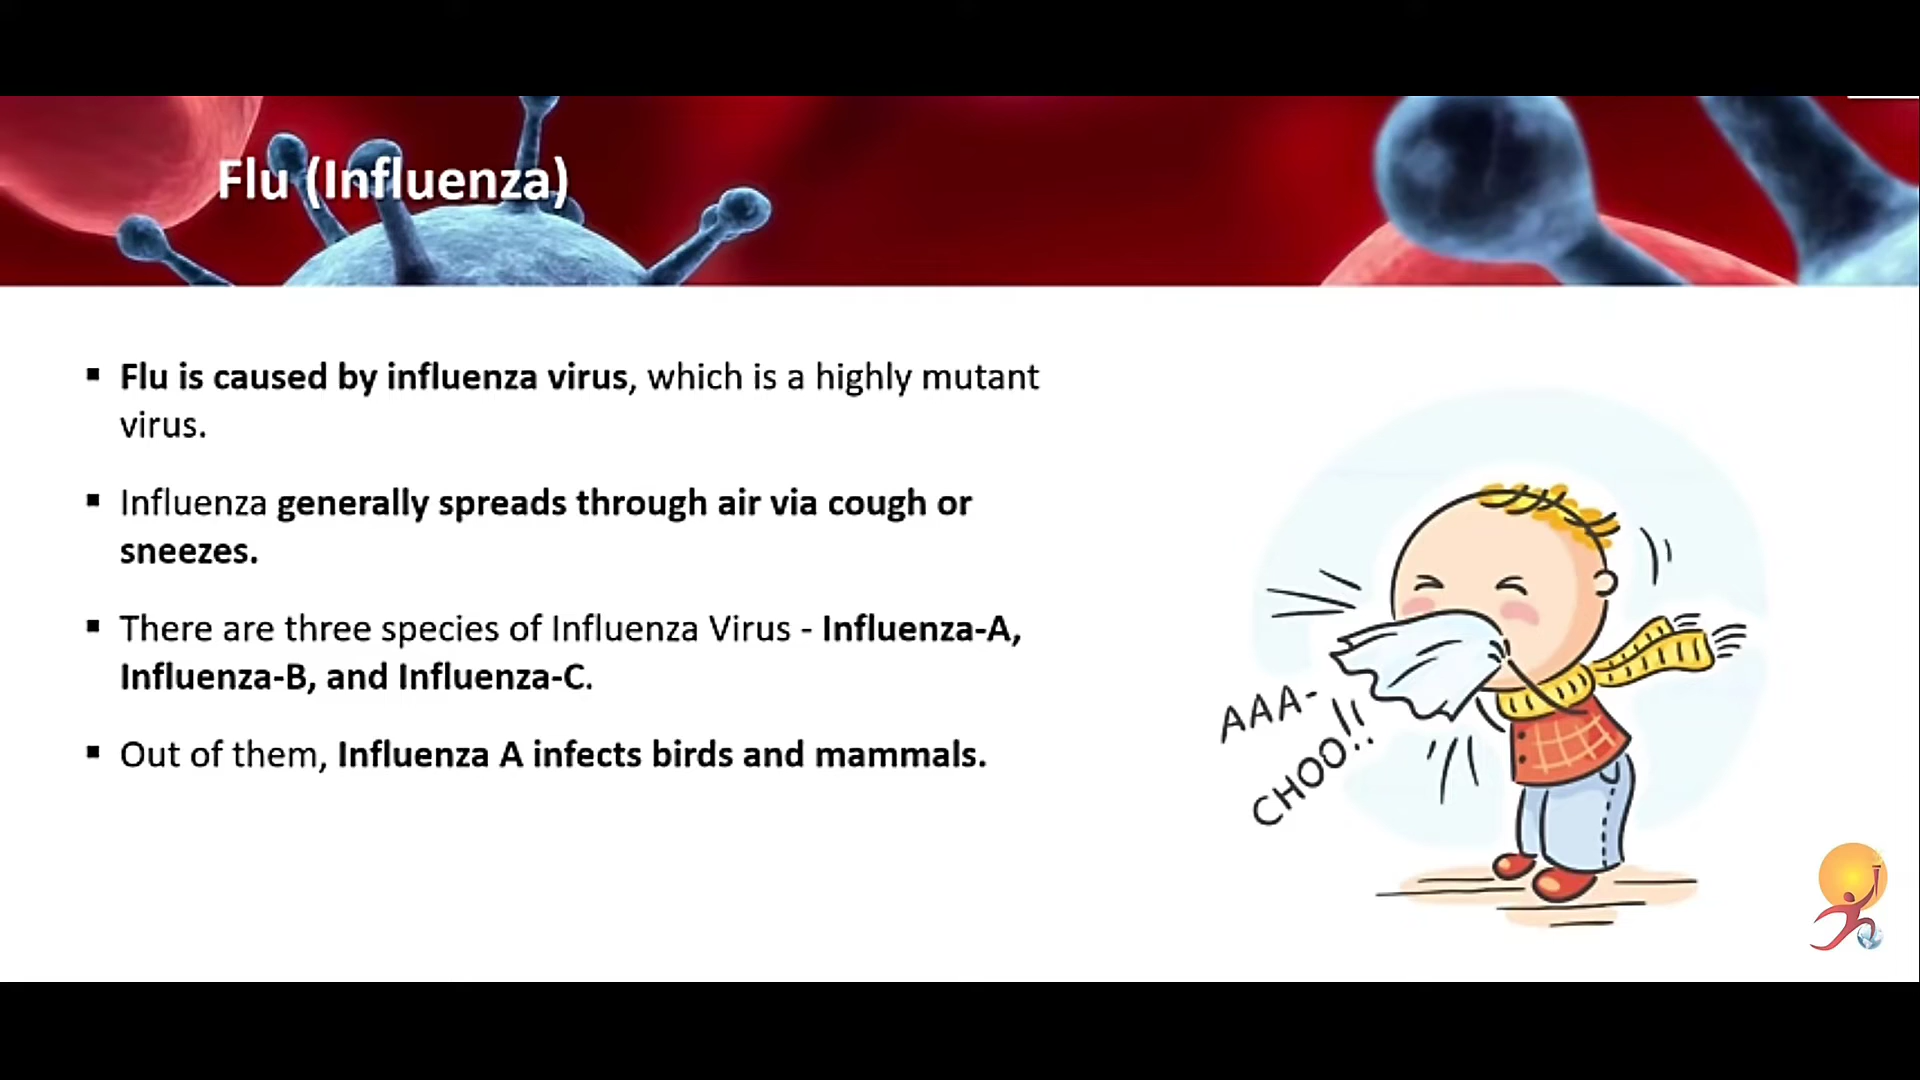 Flu (Influenza)
▪ Flu is caused by influenza virus, which is a highly mutant
virus.
▪ Influenza generally spreads through air via cough or
sneezes.
▪ There are three species of Influenza Virus - Influenza-A,
Influenza-B, and Influenza-C.
▪ Out of them, Influenza A infects birds and mammals.
AAA-
CHOO!!